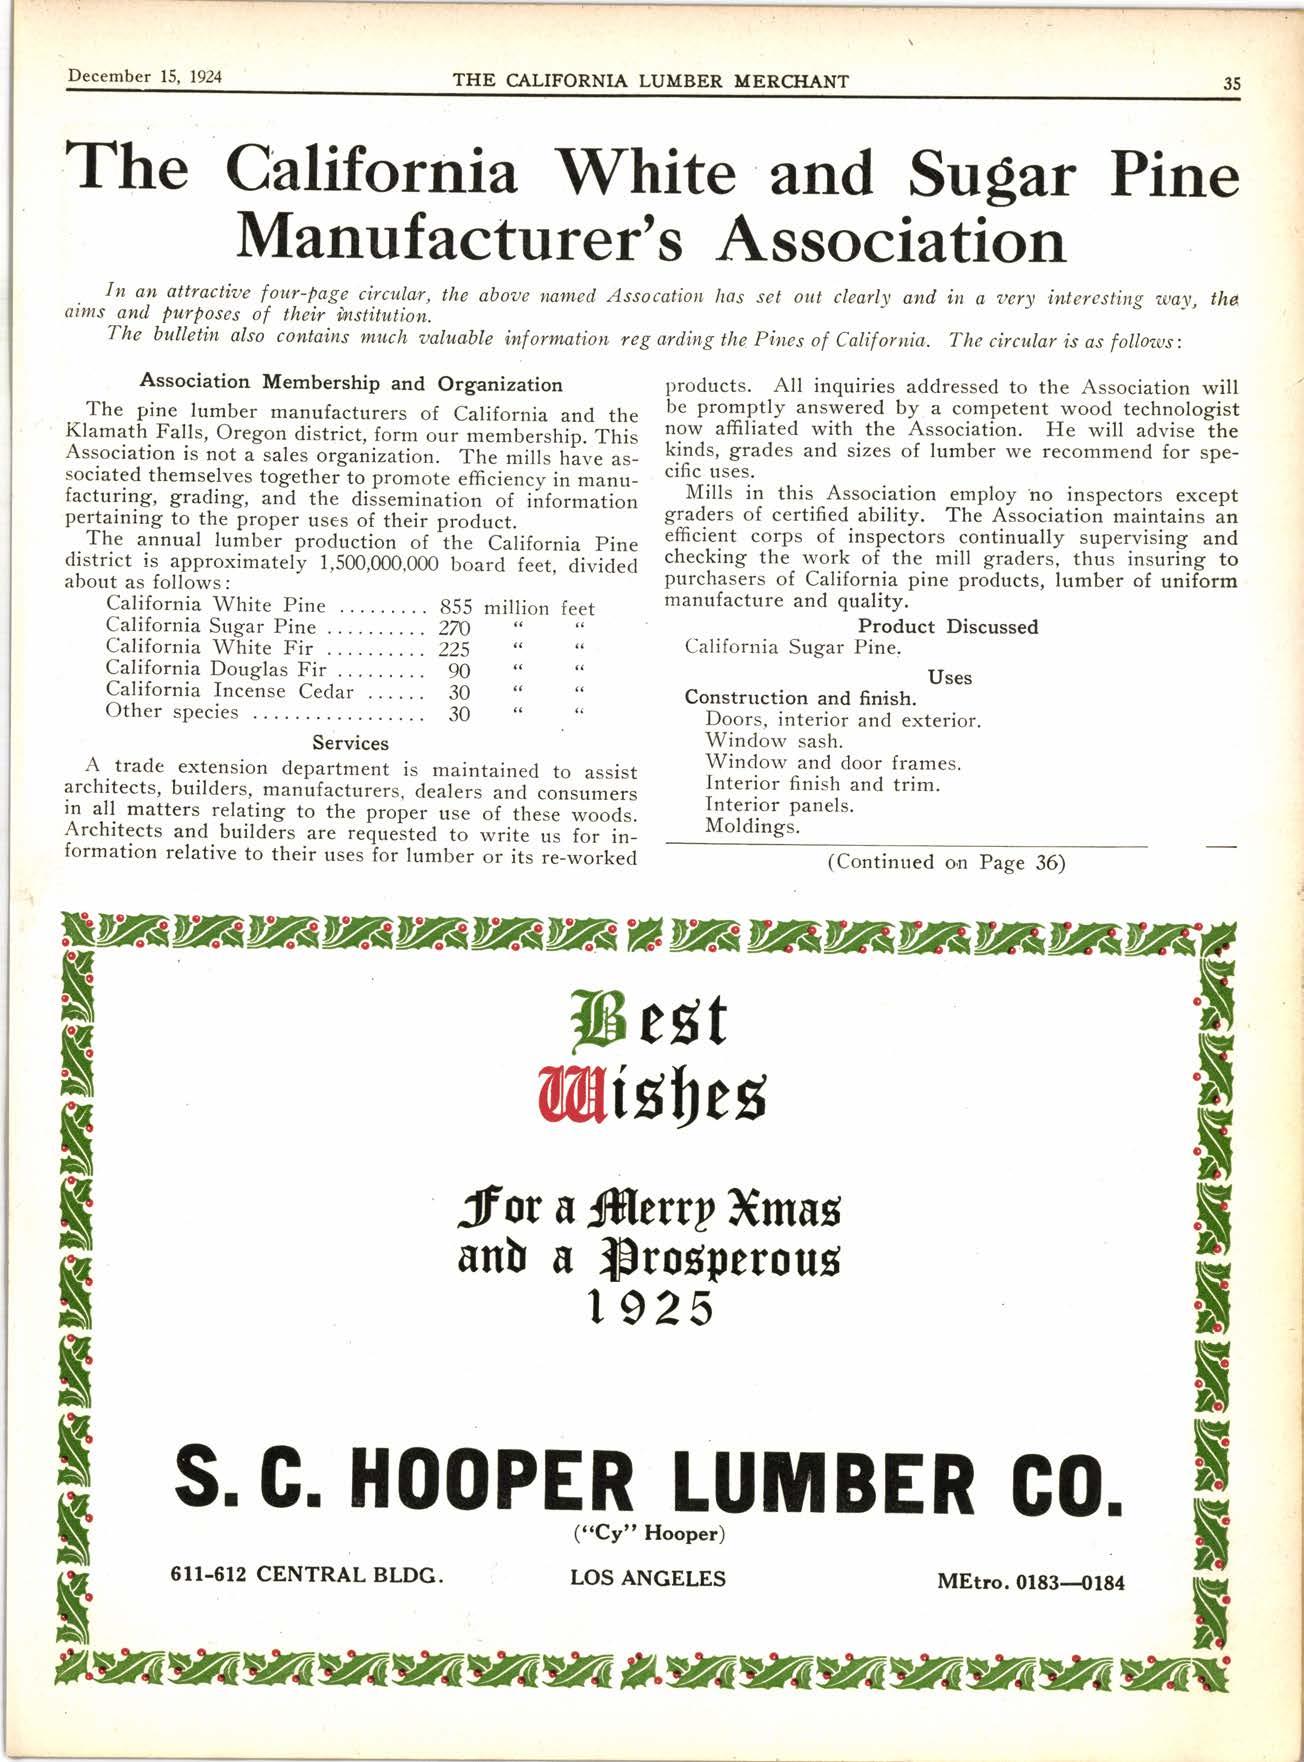 December 15, 1924 THE CALIFORNIA LUMBER MERCHANT 35
The California White and Sugar Pine
Manufacturer's Association
In an attractive four-page circular, the above named Assocation has set out clearly and in a very interesting way, the
aims and purposes of their institution.
The bulletin also contains much valuable information reg arding the Pines of California. The circular is as follows:
Association Membership and Organization
The pine lumber manufacturers of California and the
Klamath Falls, Oregon district, form our membership. This
Association is not a sales organization. The mills have as-
sociated themselves together to promote efficiency in manu-
facturing, grading, and the dissemination of information
pertaining to the proper uses of their product.
The annual lumber production of the California Pine
district is approximately 1,500,000,000 board feet, divided
about as follows:
California White Pine ......... 855 million feet
California Sugar Pine .......... 270 " "
California White Fir .......... 225 " "
California Douglas Fir ......... 90 " "
California Incense Cedar ...... 30 " "
Other species ................. 30 " "
Services
A trade extension department is maintained to assist
architects, builders, manufacturers, dealers and consumers
in all matters relating to the proper use of these woods.
Architects and builders are requested to write us for in-
formation relative to their uses for lumber or its re-worked
products. All inquiries addressed to the Association will
be promptly answered by a competent wood technologist
now affiliated with the Association. He will advise the
kinds, grades and sizes of lumber we recommend for spe-
cific uses.
Mills in this Association employ no inspectors except
graders of certified ability. The Association maintains an
efficient corps of inspectors continually supervising and
checking the work of the mill graders, thus insuring to
purchasers of California pine products, lumber of uniform
manufacture and quality.
Product Discussed
California Sugar Pine.
Uses
Construction and finish.
Doors, interior and exterior.
Window sash.
Window and door frames.
Interior finish and trim.
Interior panels.
Moldings.
(Continued on Page 36)
Best
Wishes
For a Merry Xmas
and a Prosperous
1925
S. C. HOOPER LUMBER CO.
("Cy" Hooper)
611-612 CENTRAL BLDG. LOS ANGELES MEtro. 0183—0184